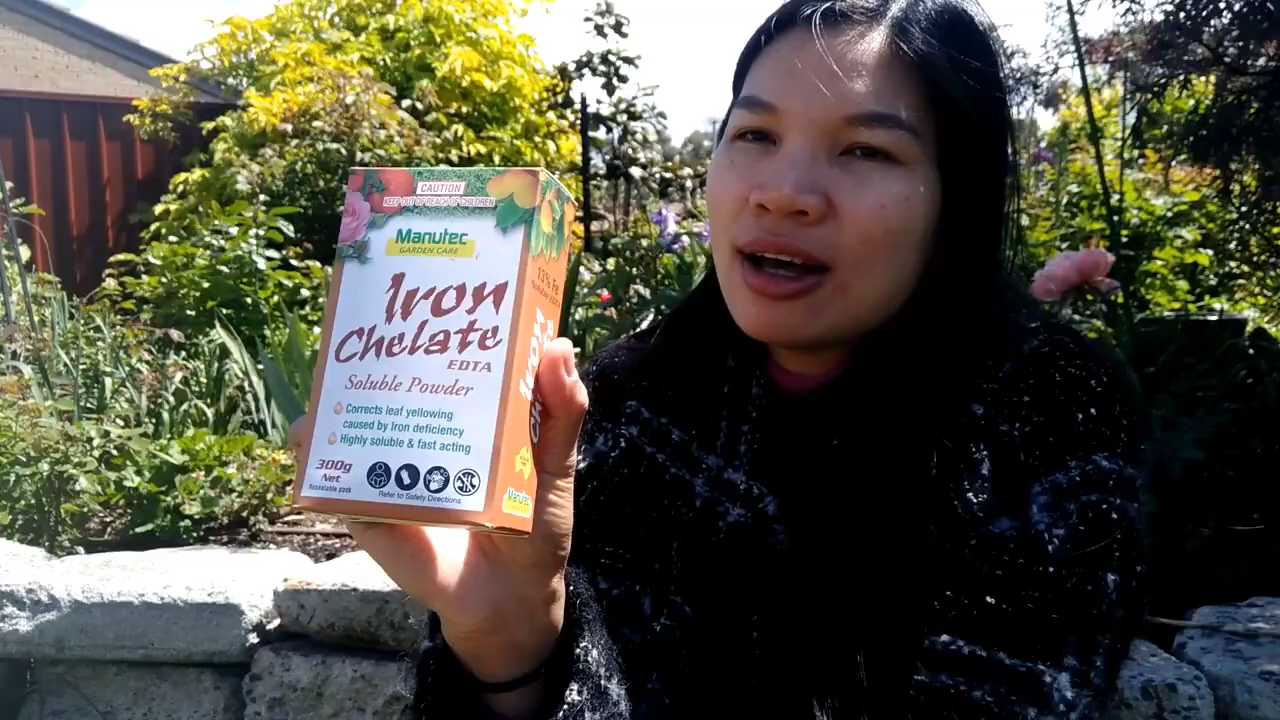 CAUTION
KEEP OUT OF REACH OF CHILDREN
Manutec
GARDEN CARE
Iron
Chelate
EDTA
Soluble Powder
Corrects leaf yellowing
caused by Iron deficiency
Highly soluble & fast acting
300g
Net
Resealable pack
Refer to Safety Directions
13% Fe
Iron
Manutec